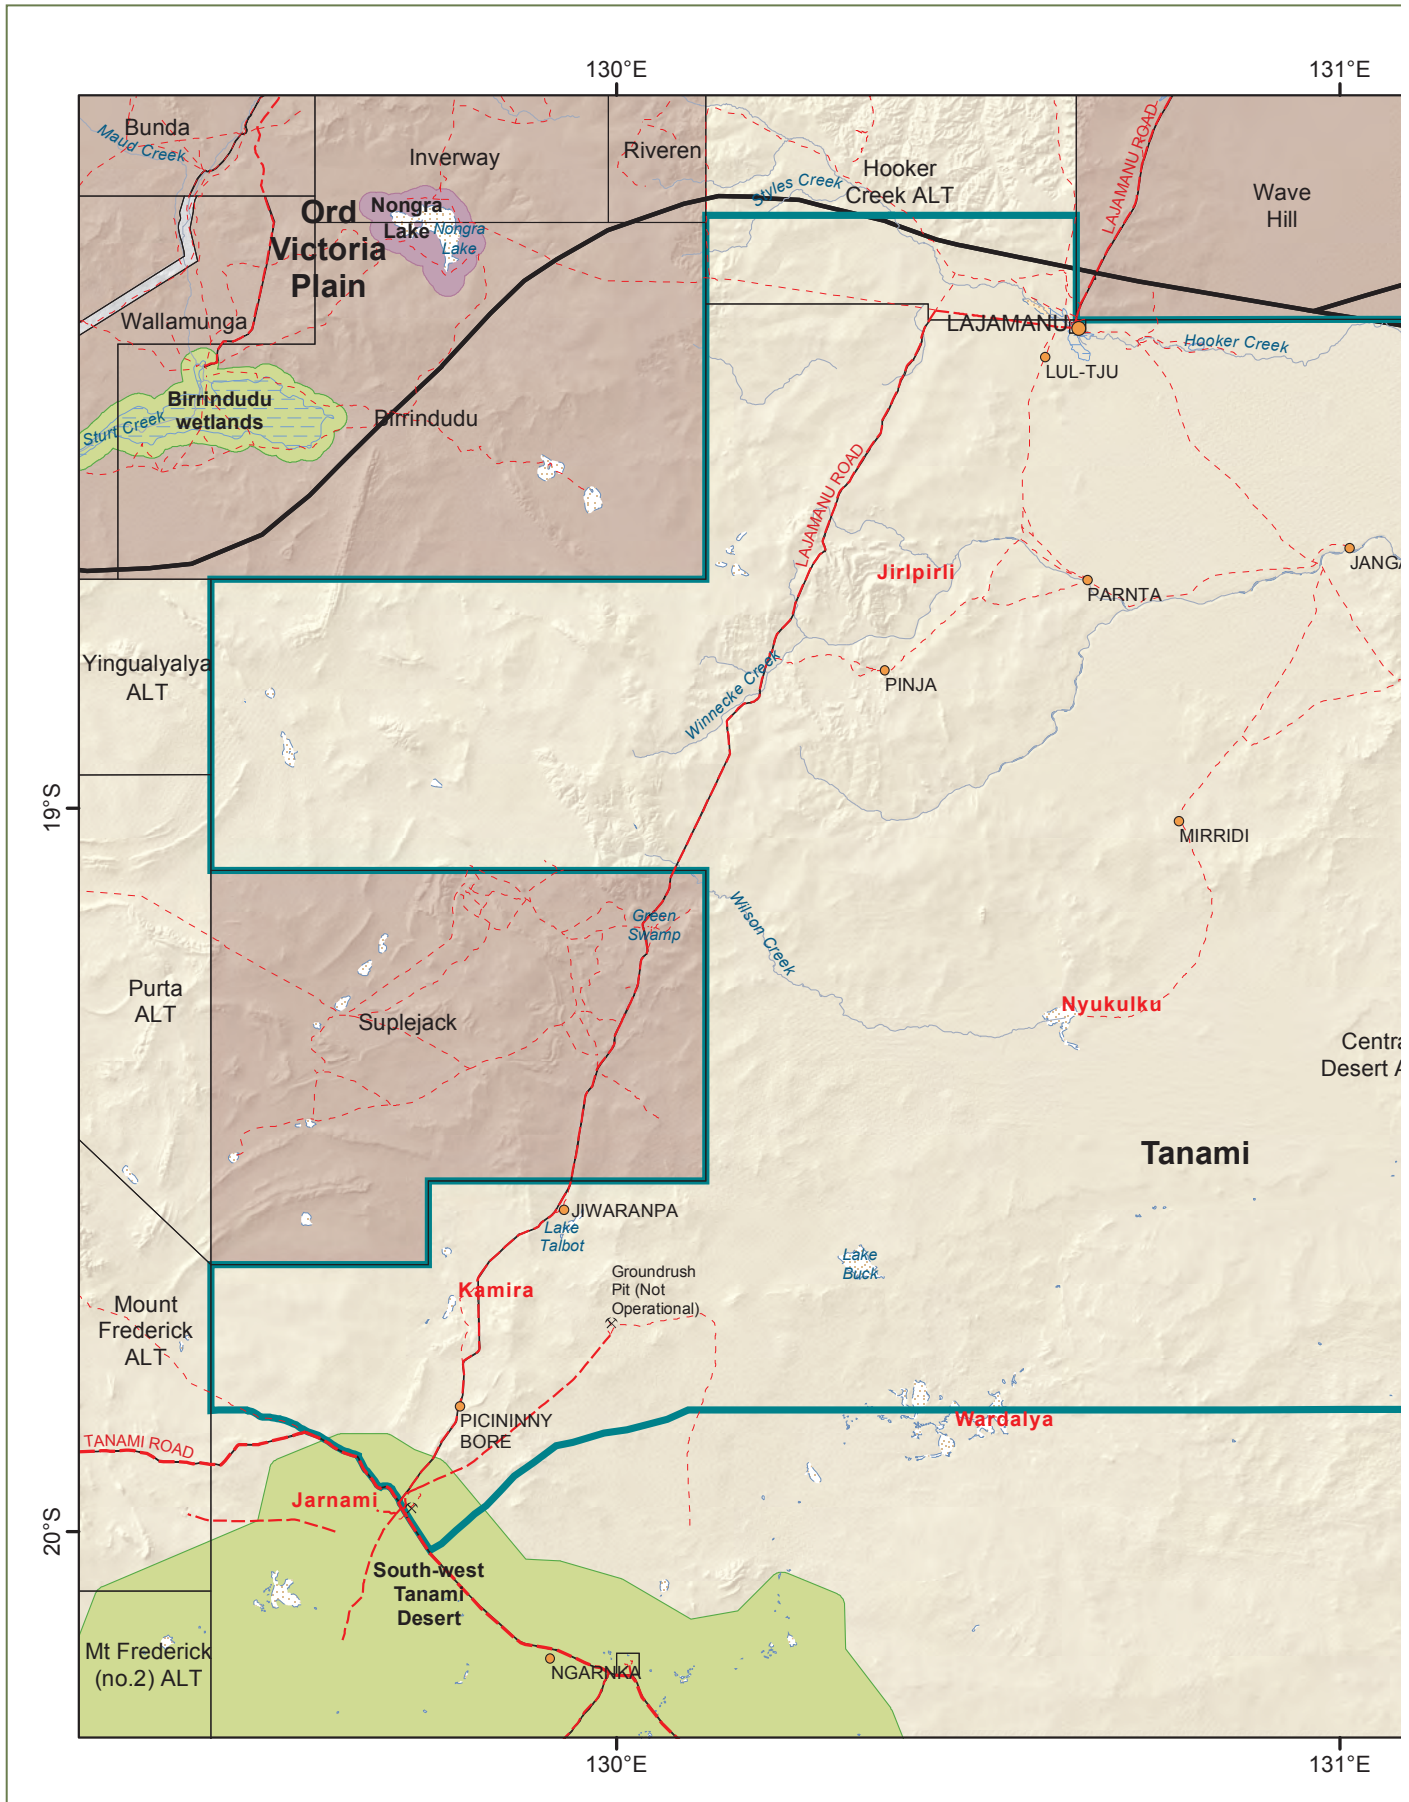 130°E
131°E
Bunda
Maud Creek
Inverway
Riveren
Hooker
Creek ALT
Styles Creek
LAJAMANU ROAD
Wave
Hill
Ord
Victoria
Plain
Nongra
Lake
Nongra
Lake
Wallamunga
LAJAMANU
Hooker Creek
LUL-TJU
Birrindudu
wetlands
Sturt Creek
Birrindudu
LAJAMANU ROAD
Jirlpirli
JANGA
PARNTA
Yingualyalya
ALT
PINJA
Winnecke Creek
19°S
MIRRIDI
Green
Swamp
Wilson Creek
Purta
ALT
Suplejack
Nyukulku
Centra
Desert A
Tanami
JIWARANPA
Lake
Talbot
Lake
Buck
Kamira
Groundrush
Pit (Not
Operational)
Mount
Frederick
ALT
PICININNY
BORE
Wardalya
TANAMI ROAD
Jarnami
20°S
South-west
Tanami
Desert
Mt Frederick
(no.2) ALT
NGARNKA
130°E
131°E